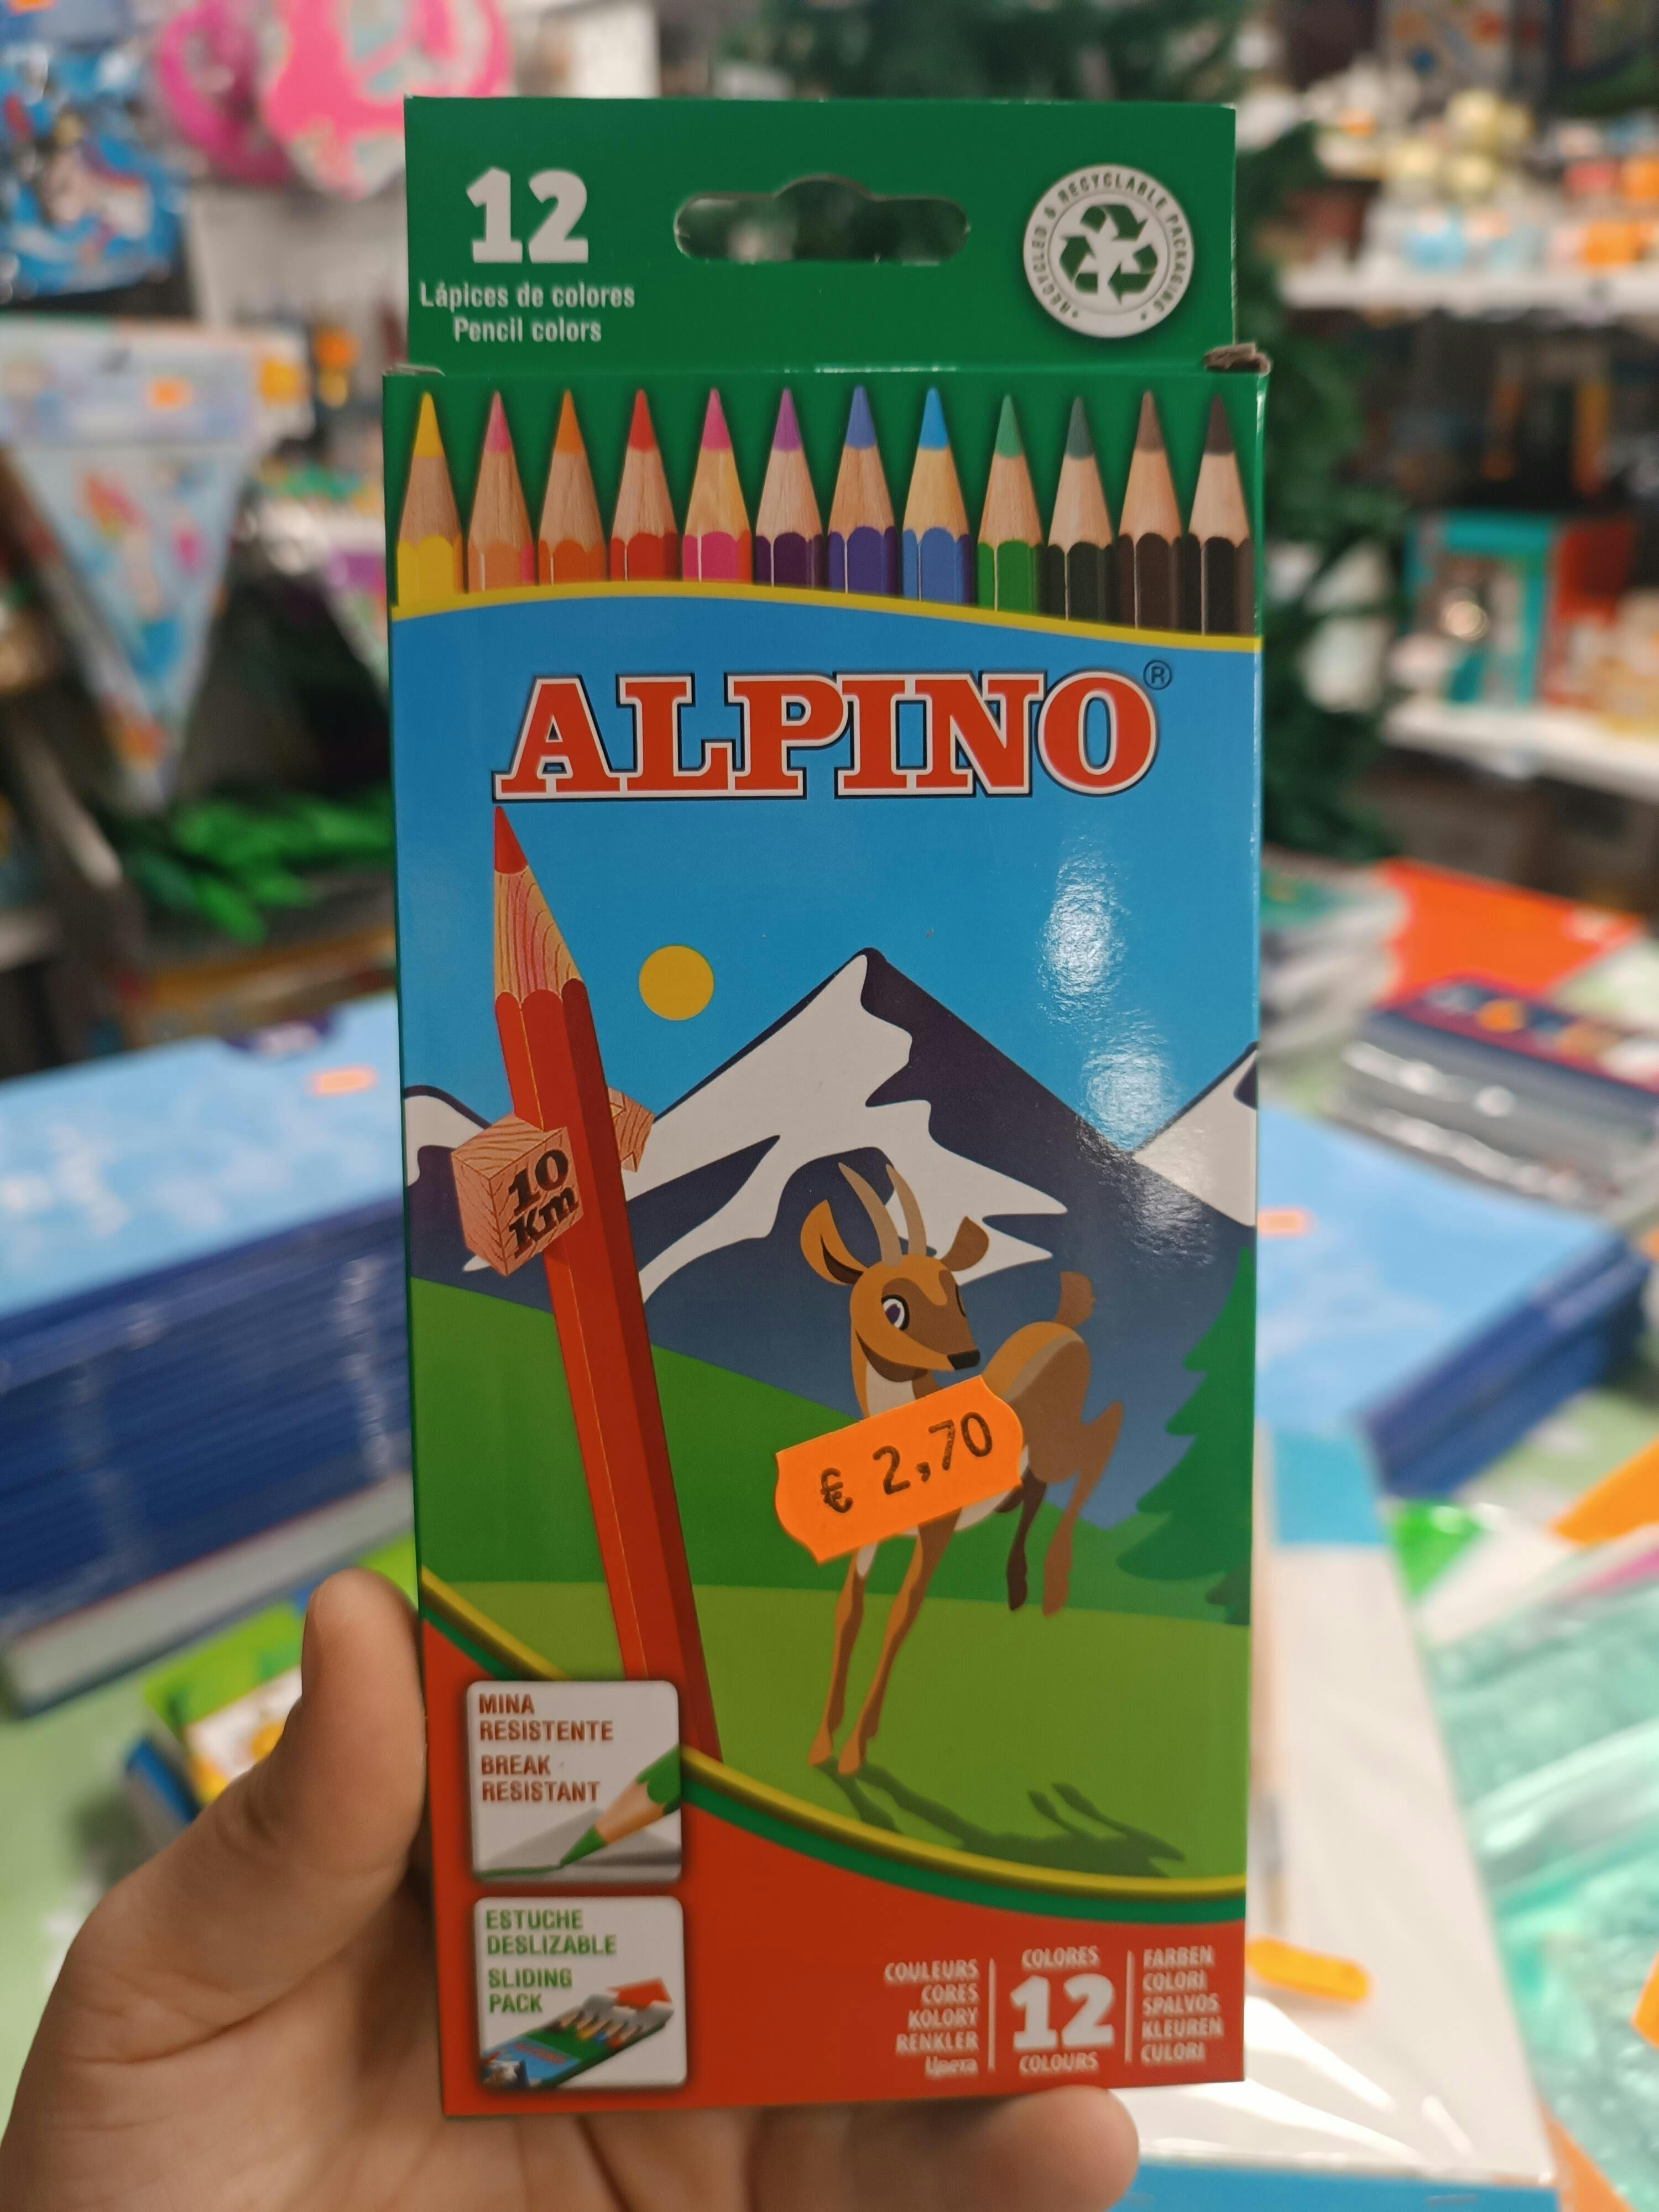 12
Lápices de colores
Pencil colors
RECYCLED & RECYCLABLE PACKAGING
ALPINO®
10
Km
€ 2,70
MINA
RESISTENTE
BREAK
RESISTANT
ESTUCHE
DESLIZABLE
SLIDING
PACK
COULEURS
CORES
KOLORY
RENKLER
Цвета
COLORES
12
COLOURS
FARBEN
COLORI
SPALVOS
KLEUREN
CULORI